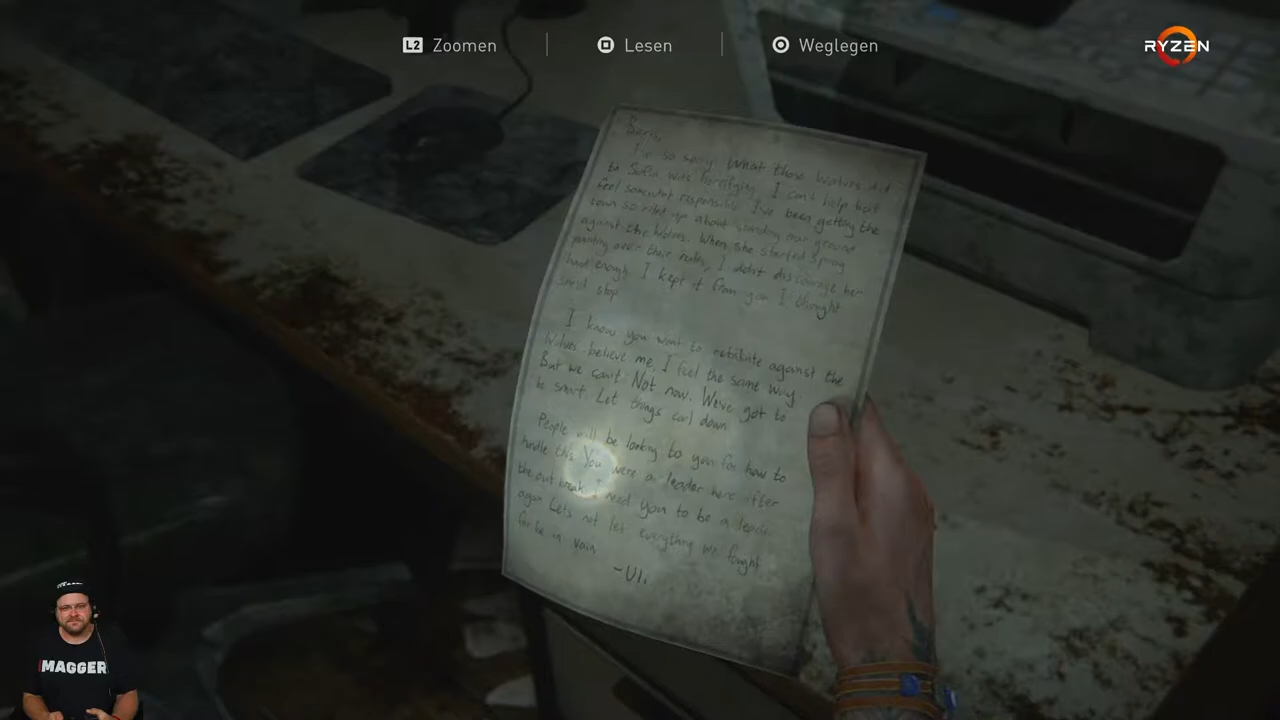 L2 Zoomen
Lesen
Weglegen
RYZEN
I'm so sorry. What those Wolves did
to Sofia was horrifying. I can't help but
feel somewhat responsible. I've been getting the
town so riled up about standing our ground
against the Wolves. When she started spray
painting over their rules, I didn't discourage her
hard enough. I kept it from you. I thought
she'd stop.
I know you want to retaliate against the
Wolves. believe me, I feel the same way.
But we can't. Not now. We've got to
be smart. Let things cool down.
People will be looking to you for how to
handle this. You were a leader here after
the outbreak. I need you to be a leader
again. Lets not let everything we fought
for be in vain
-Uli
MAGGER